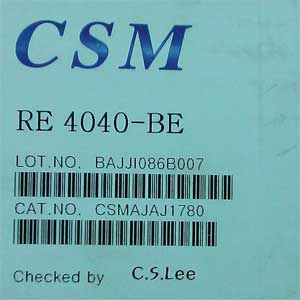 CSM
RE 4040-BE
LOT.NO. BAJJI086B007
CAT.NO. CSMAJAJ1780
Checked by C.S.Lee